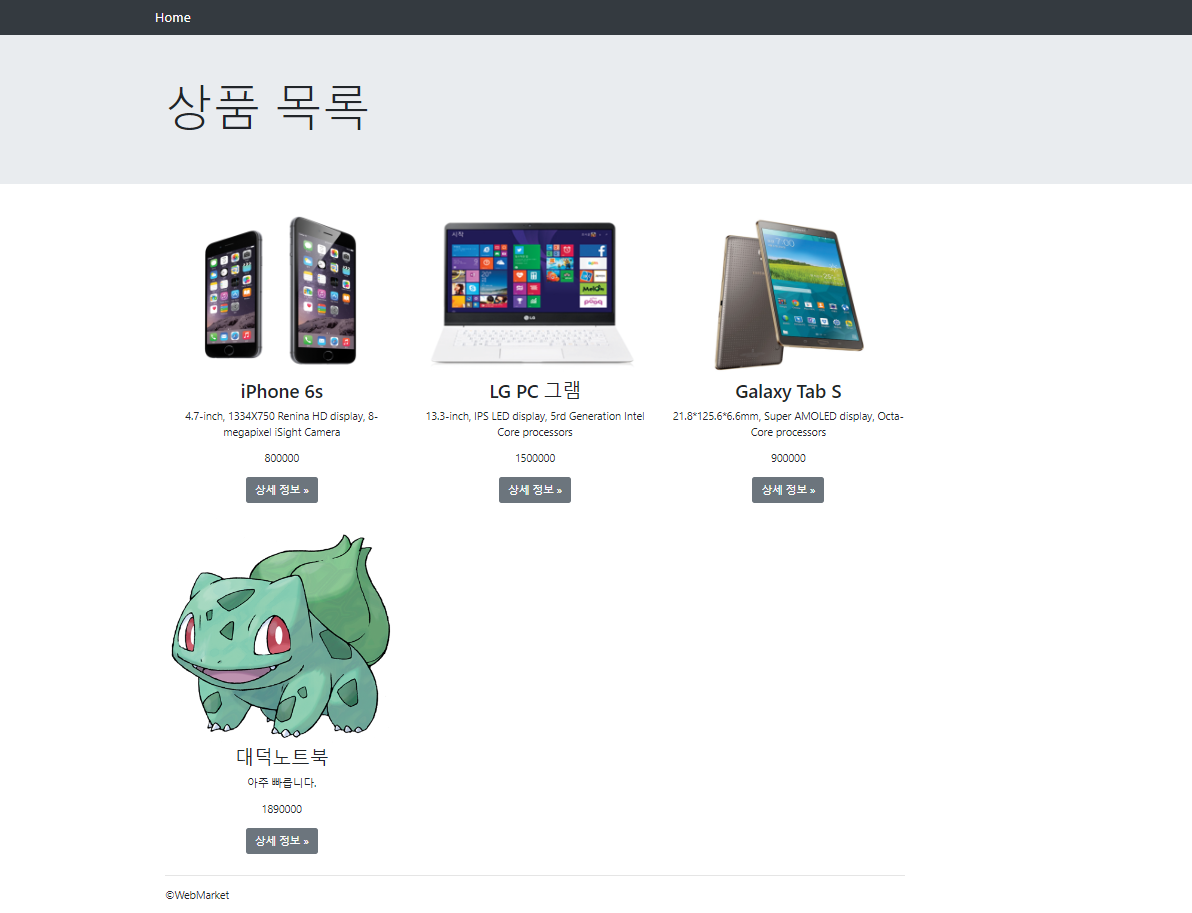 Home
상품 목록
iPhone 6s
4.7-inch, 1334X750 Renina HD display, 8-
megapixel iSight Camera
800000
상세 정보 »
LG PC 그램
13.3-inch, IPS LED display, 5rd Generation Intel
Core processors
1500000
상세 정보 »
Galaxy Tab S
21.8*125.6*6.6mm, Super AMOLED display, Octa-
Core processors
900000
상세 정보 »
대덕노트북
아주 빠릅니다.
1890000
상세 정보 »
©WebMarket